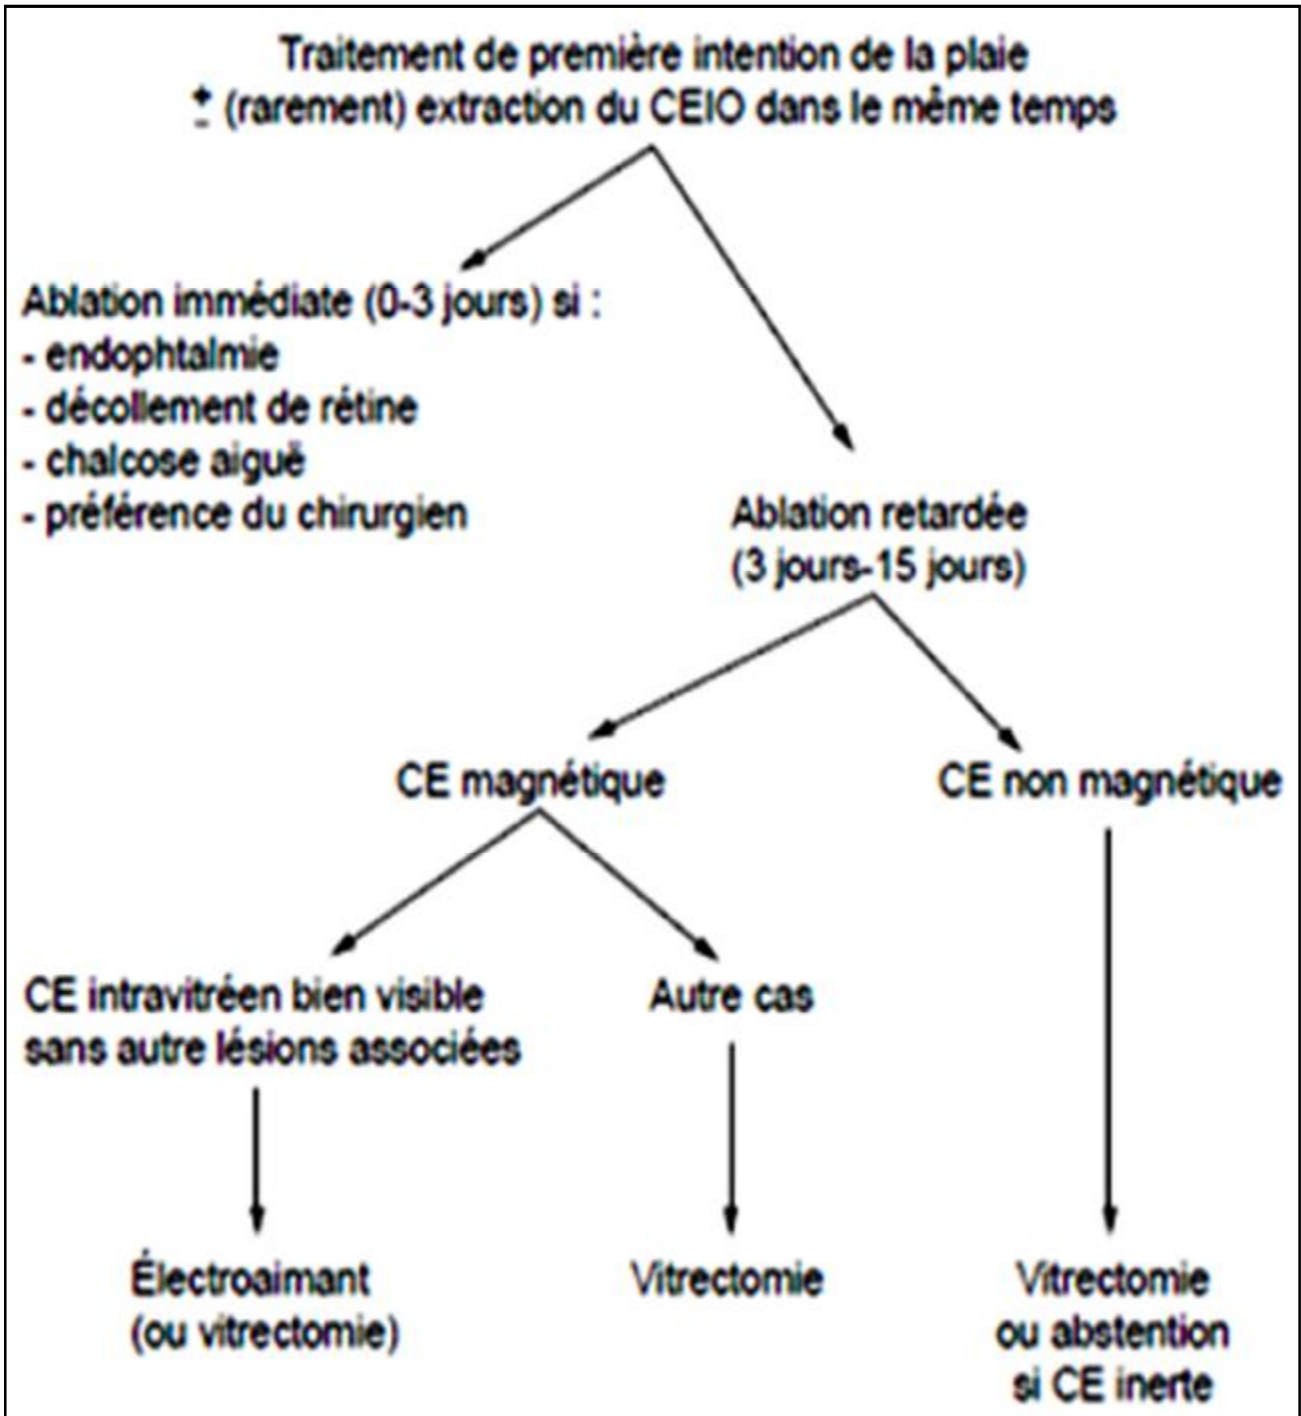 Traitement de première intention de la plaie
± (rarement) extraction du CEIO dans le même temps
Ablation immédiate (0-3 jours) si :
- endophtalmie
- décollement de rétine
- chalcose aiguë
- préférence du chirurgien
Ablation retardée
(3 jours-15 jours)
CE magnétique
CE non magnétique
CE intravitréen bien visible
sans autre lésions associées
Autre cas
Électroaimant
(ou vitrectomie)
Vitrectomie
Vitrectomie
ou abstention
si CE inerte